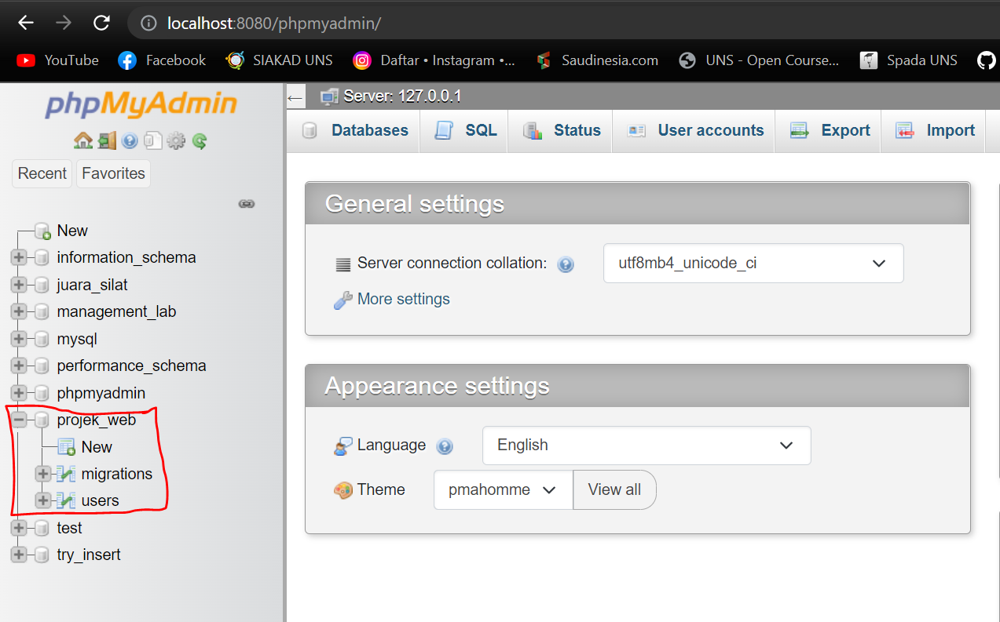 localhost:8080/phpmyadmin/
YouTube Facebook SIAKAD UNS Daftar • Instagram •... Saudinesia.com UNS - Open Course... Spada UNS
phpMyAdmin
Recent Favorites
New
information_schema
juara_silat
management_lab
mysql
performance_schema
phpmyadmin
projek_web
New
migrations
users
test
try_insert
Server: 127.0.0.1
Databases SQL Status User accounts Export Import
General settings
Server connection collation: utf8mb4_unicode_ci
More settings
Appearance settings
Language English
Theme pmahomme View all